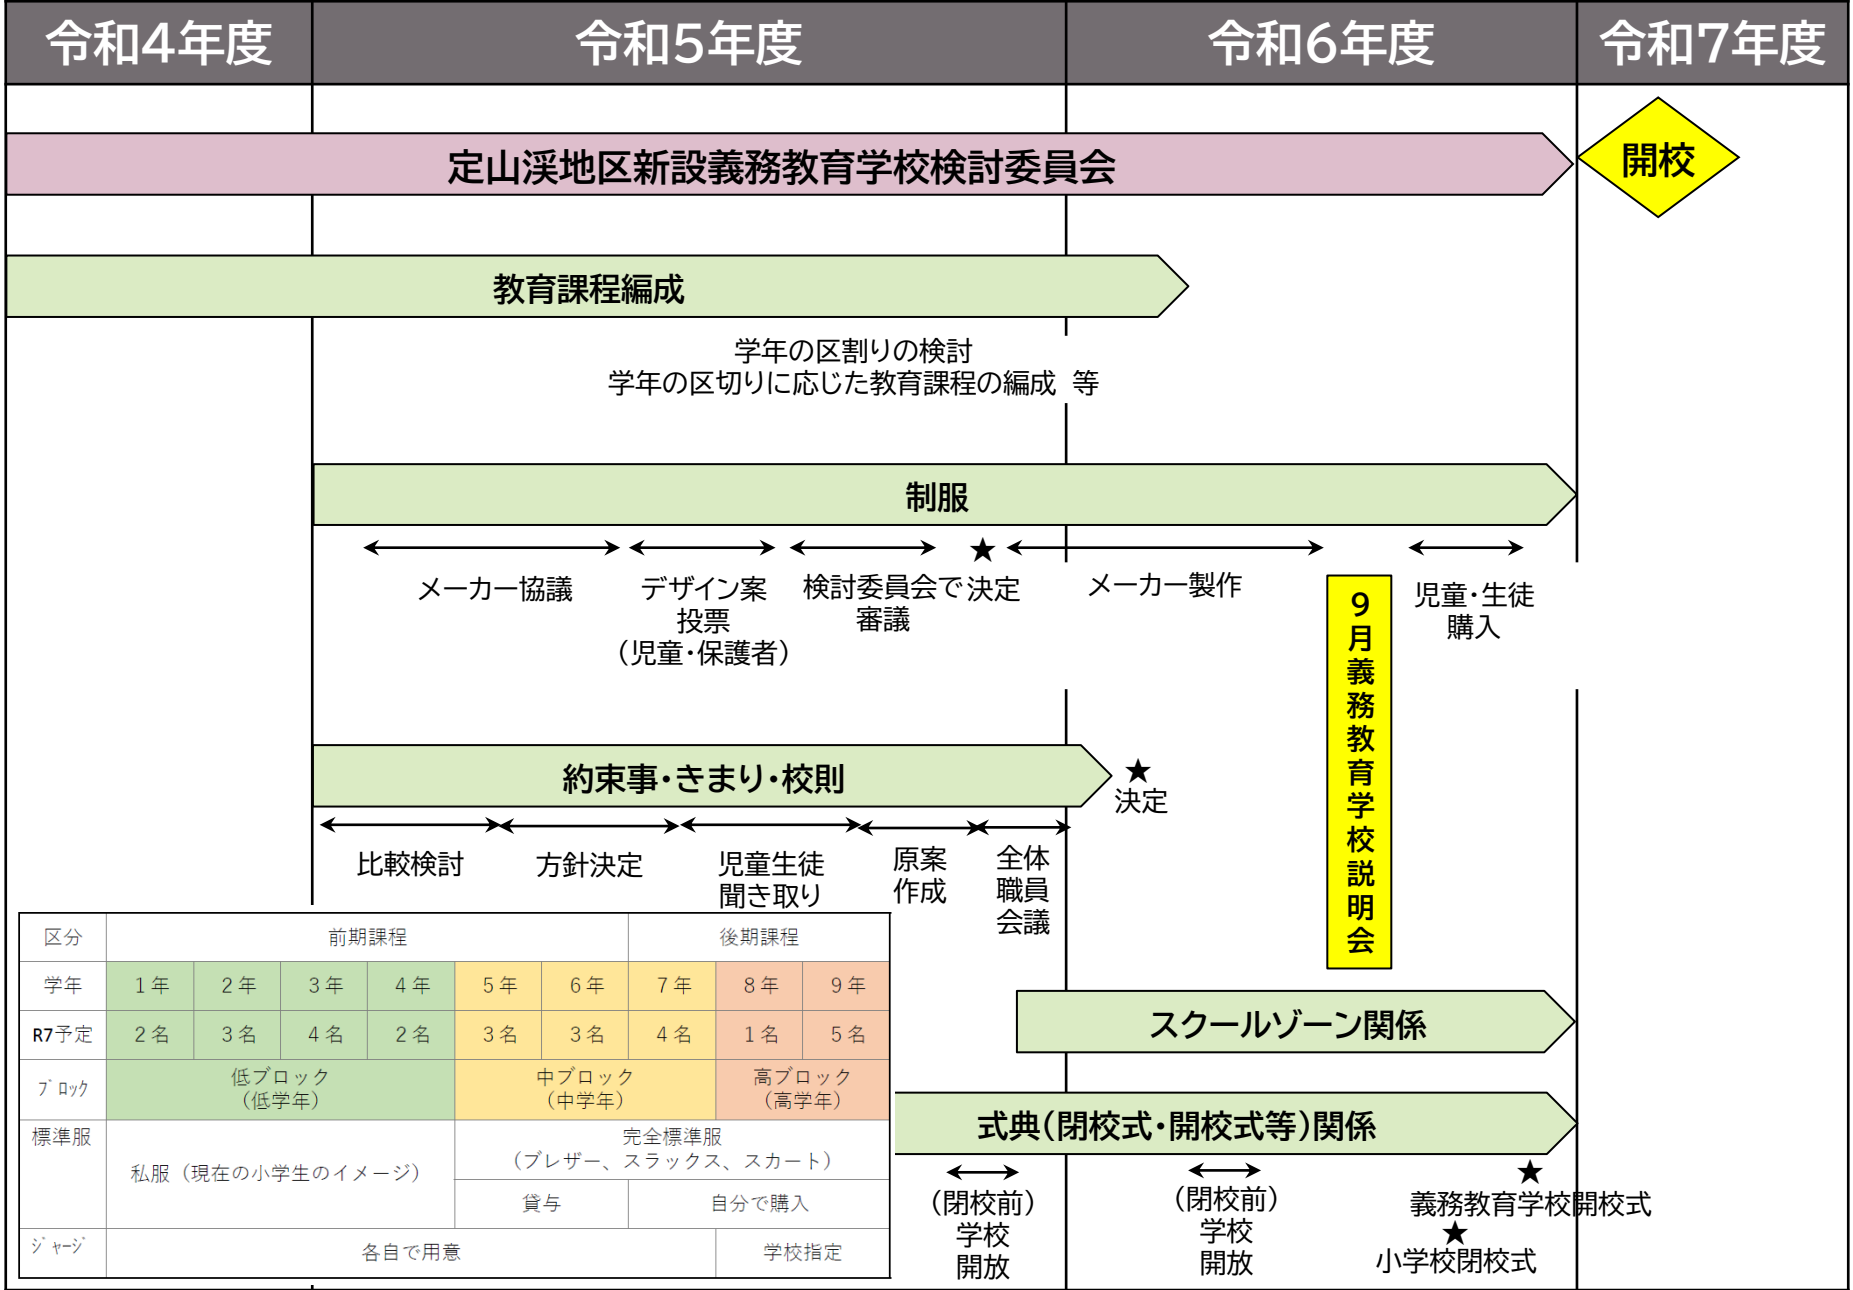 令和4年度 令和5年度 令和6年度 令和7年度
定山渓地区新設義務教育学校検討委員会
開校
教育課程編成
学年の区割りの検討
学年の区切りに応じた教育課程の編成 等
制服
★
メーカー協議
デザイン案
投票
（児童・保護者）
検討委員会で
審議
決定
メーカー製作
児童・生徒
購入
9月義務教育学校説明会
約束事・きまり・校則
★
決定
比較検討
方針決定
児童生徒
聞き取り
原案
作成
全体
職員
会議
区分 前期課程 後期課程
学年 1年 2年 3年 4年 5年 6年 7年 8年 9年
R7予定 2名 3名 4名 2名 3名 3名 4名 1名 5名
ブロック 低ブロック 中ブロック 高ブロック
（低学年） （中学年） （高学年）
標準服 完全標準服
私服（現在の小学生のイメージ） （ブレザー、スラックス、スカート）
貸与 自分で購入
ジャージ 各自で用意 学校指定
スクールゾーン関係
式典（閉校式・開校式等）関係
（閉校前）
学校
開放
（閉校前）
学校
開放
★
義務教育学校開校式
★
小学校閉校式